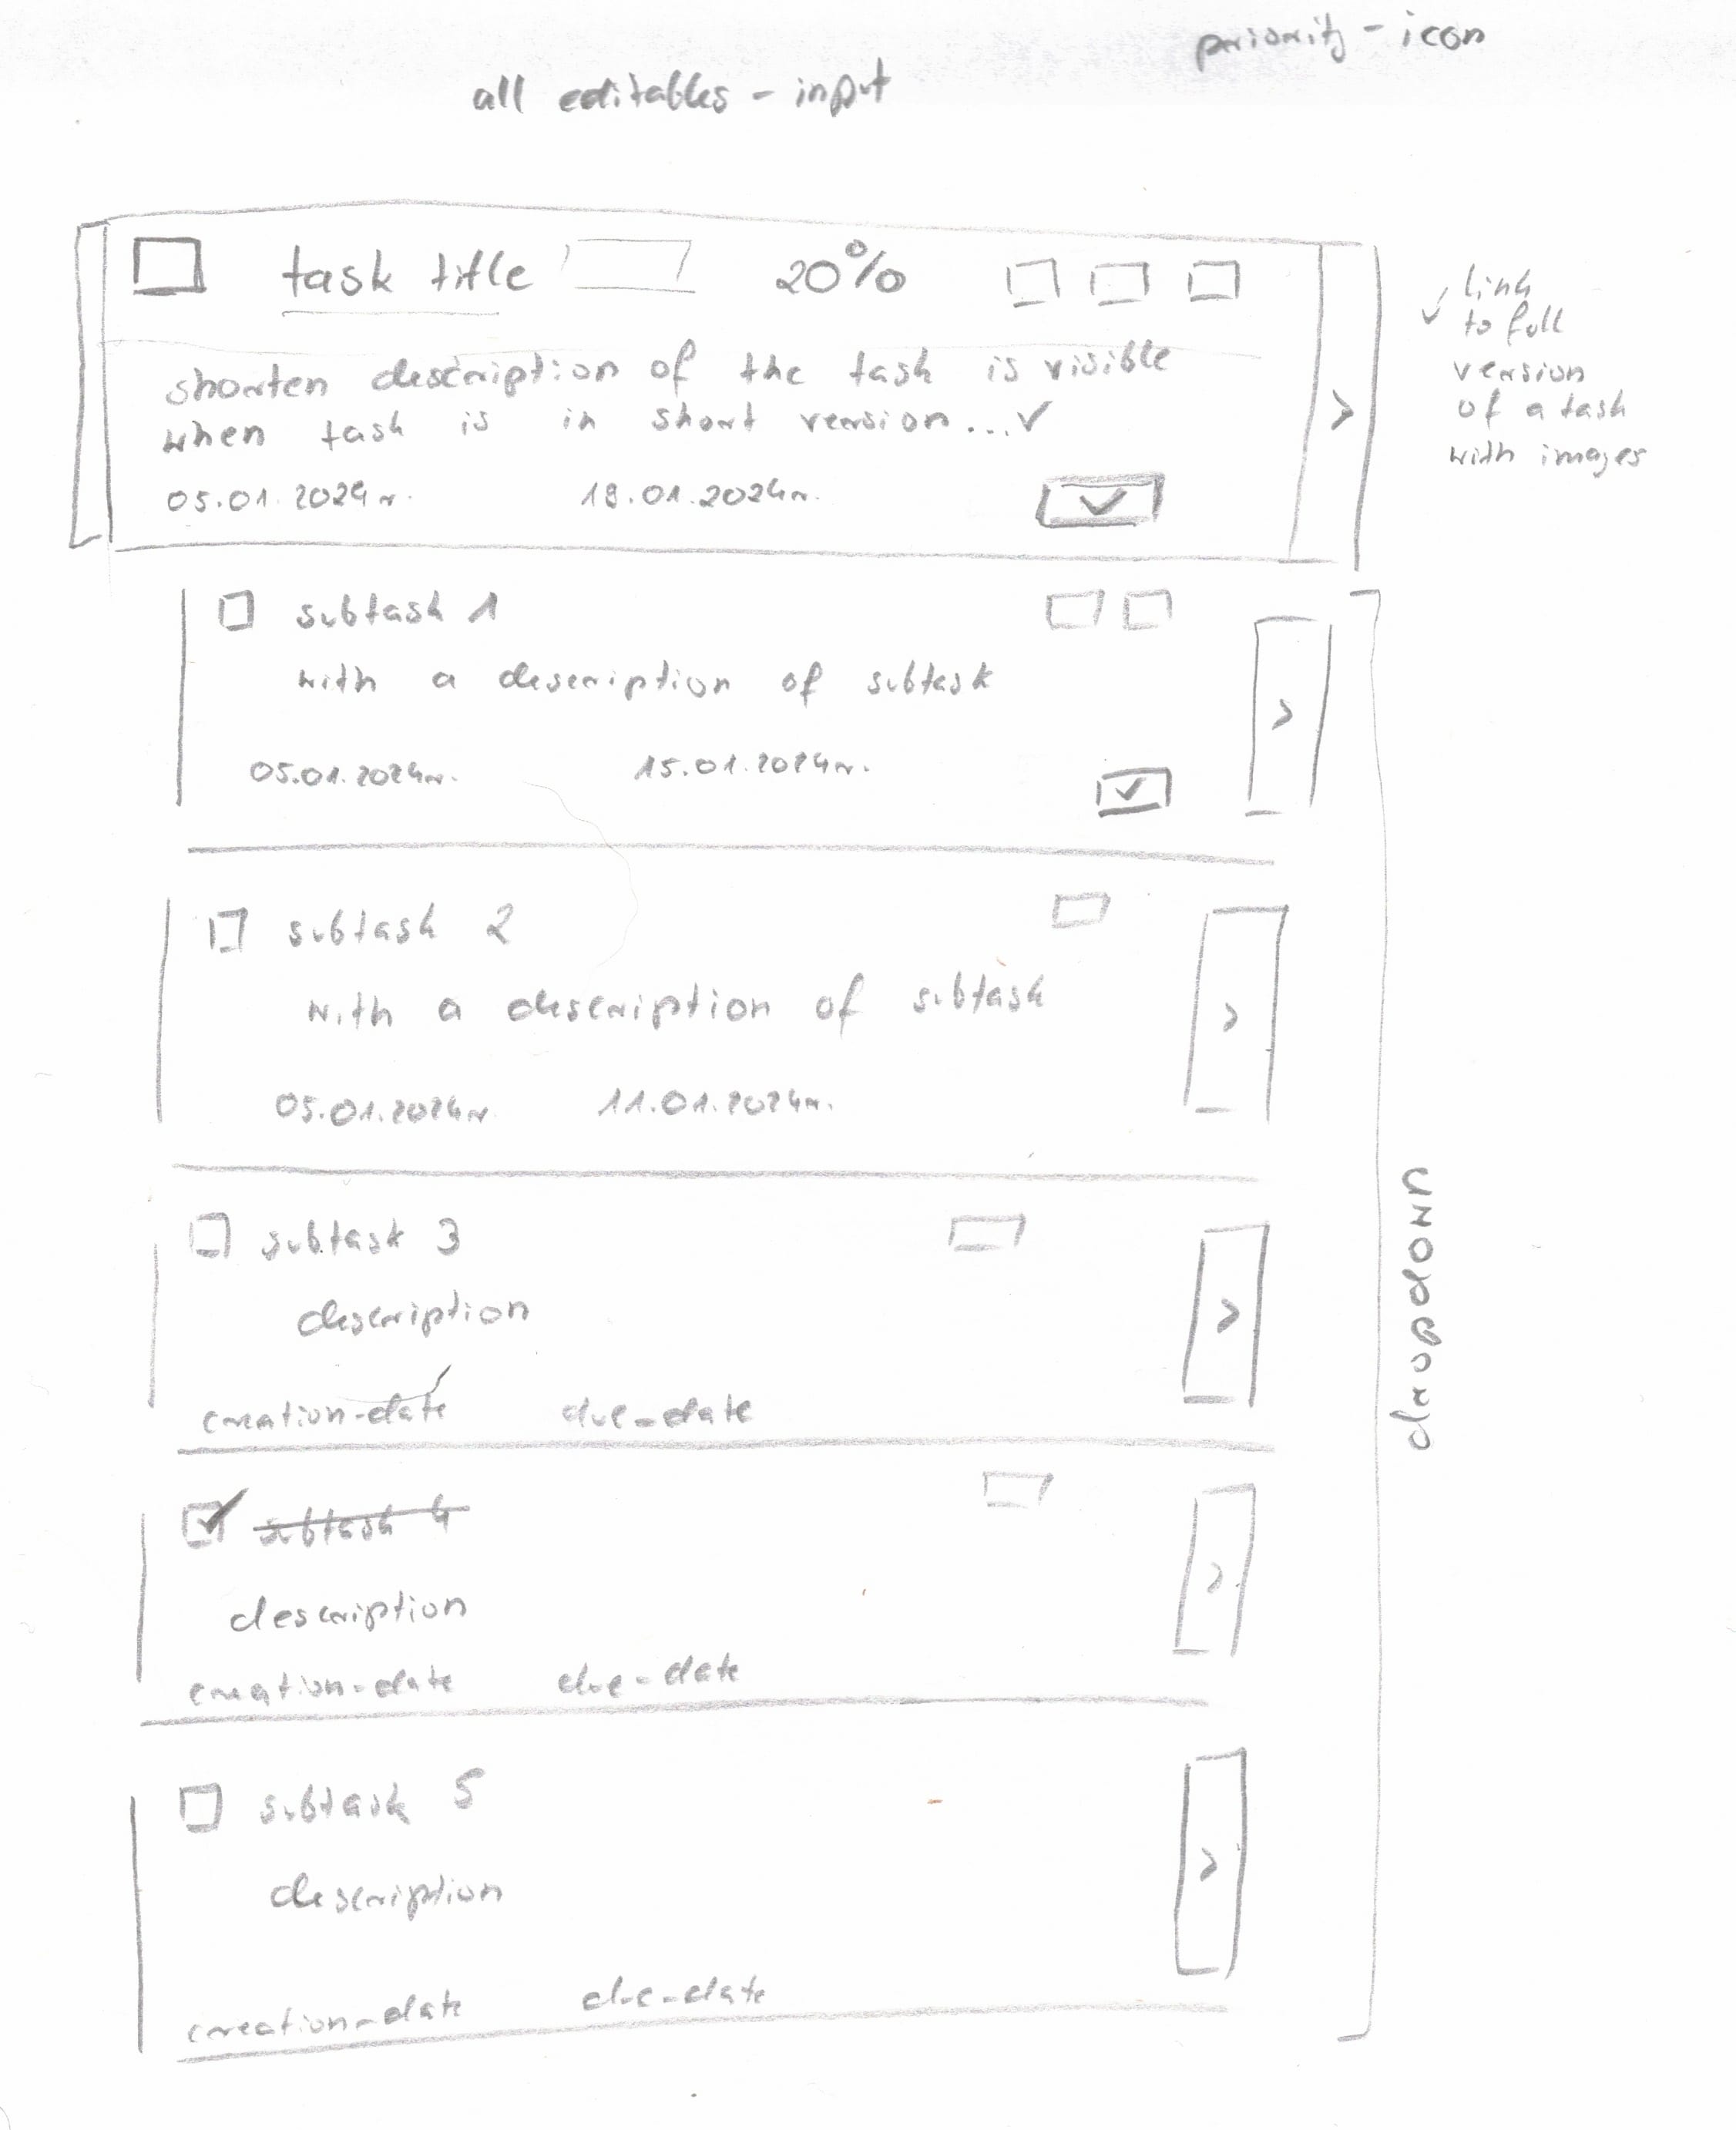 priority - icon
all editables - input
task title 20%
shorten description of the task is visible
when task is in short version...
05.01.2024r. 18.01.2024r.
link
to full
version
of a task
with images
>
subtask 1
with a description of subtask
05.01.2024r. 15.01.2024r.
>
subtask 2
with a description of subtask
05.01.2024r. 11.01.2024r.
>
subtask 3
description
creation-date due-date
>
subtask 4
description
creation-date due-date
>
subtask 5
description
creation-date due-date
>
dropdown